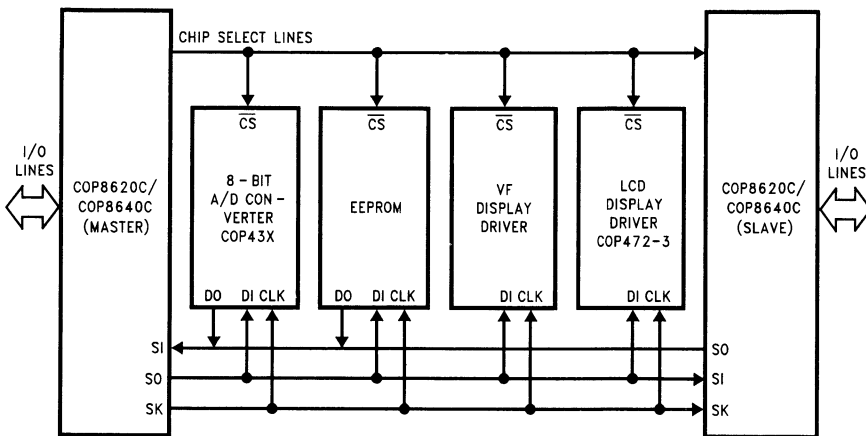 CHIP SELECT LINES
I/O
LINES
COP8620C/
COP8640C
(MASTER)
CS
8-BIT
A/D CON-
VERTER
COP43X
DO DI CLK
CS
EEPROM
DO DI CLK
CS
VF
DISPLAY
DRIVER
DI CLK
CS
LCD
DISPLAY
DRIVER
COP472-3
DI CLK
COP8620C/
COP8640C
(SLAVE)
I/O
LINES
SI
SO
SK
SO
SI
SK